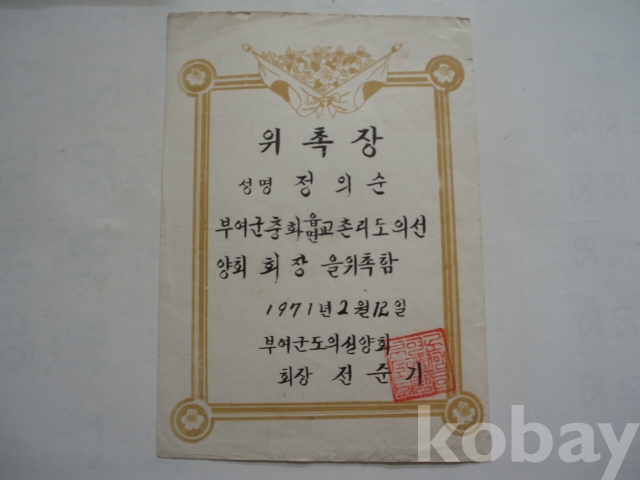 위촉장
성명 정의순
부여군충화읍면교촌리도의선
양회 회장 을위촉함
1971년2월12일
부여군도의선양회
회장 전준기
kobay